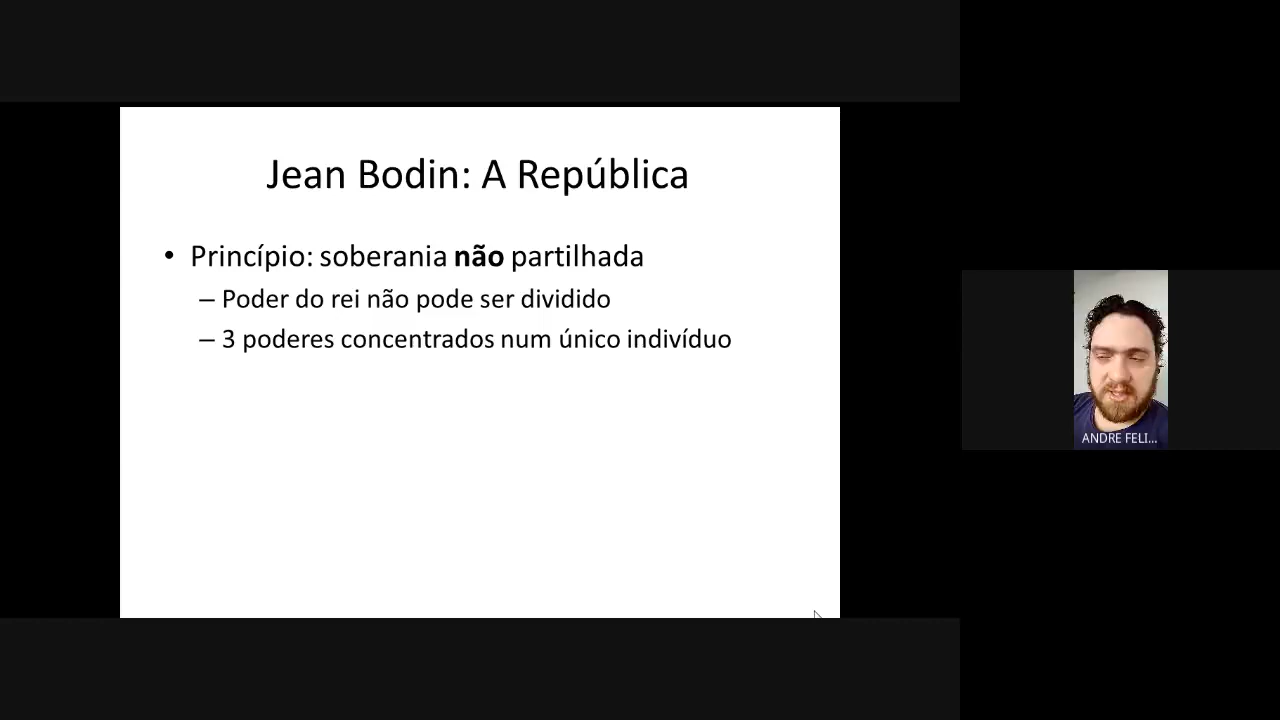 Jean Bodin: A República
• Princípio: soberania não partilhada
– Poder do rei não pode ser dividido
– 3 poderes concentrados num único indivíduo
ANDRE FELI...